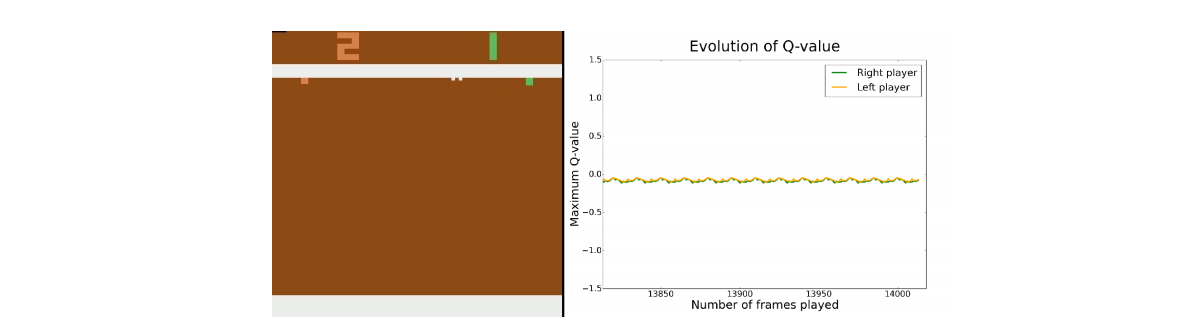 2 1
Evolution of Q-value
1.5
Right player
Left player
1.0
0.5
0.0
−0.5
−1.0
−1.5
Maximum Q-value
13850 13900 13950 14000
Number of frames played